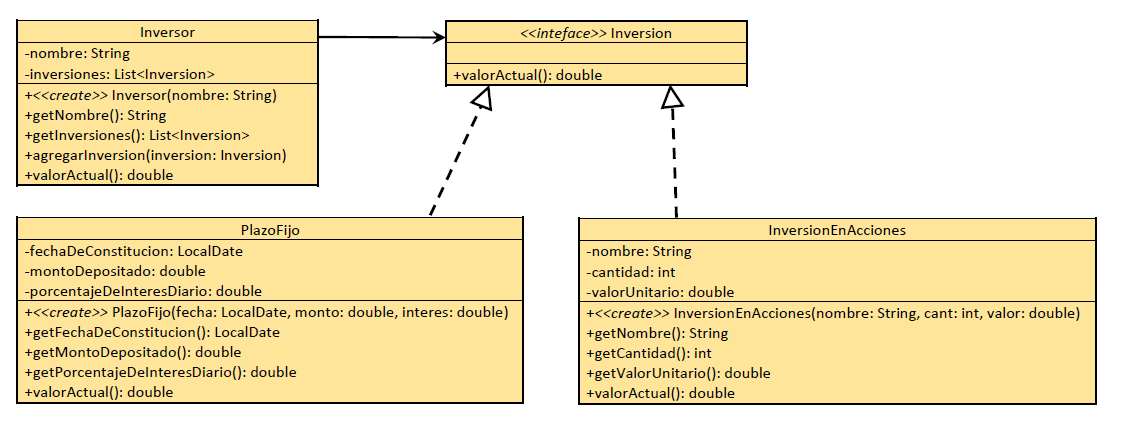 Inversor
-nombre: String
-inversiones: List<Inversion>
+<<create>> Inversor(nombre: String)
+getNombre(): String
+getInversiones(): List<Inversion>
+agregarInversion(inversion: Inversion)
+valorActual(): double
<<inteface>> Inversion
+valorActual(): double
PlazoFijo
-fechaDeConstitucion: LocalDate
-montoDepositado: double
-porcentajeDeInteresDiario: double
+<<create>> PlazoFijo(fecha: LocalDate, monto: double, interes: double)
+getFechaDeConstitucion(): LocalDate
+getMontoDepositado(): double
+getPorcentajeDeInteresDiario(): double
+valorActual(): double
InversionEnAcciones
-nombre: String
-cantidad: int
-valorUnitario: double
+<<create>> InversionEnAcciones(nombre: String, cant: int, valor: double)
+getNombre(): String
+getCantidad(): int
+getValorUnitario(): double
+valorActual(): double